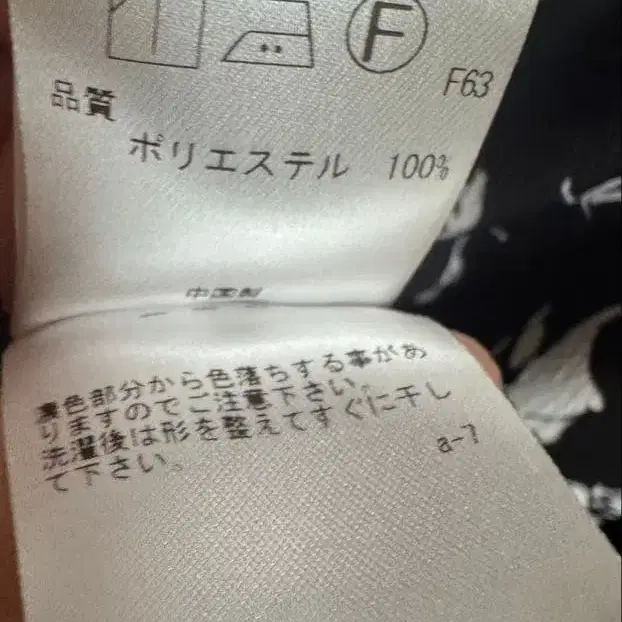 F
F63
品質
ポリエステル 100%
中国製
濃色部分から色落ちする事があ
りますのでご注意下さい。
洗濯後は形を整えてすぐに干し
て下さい。
a-1